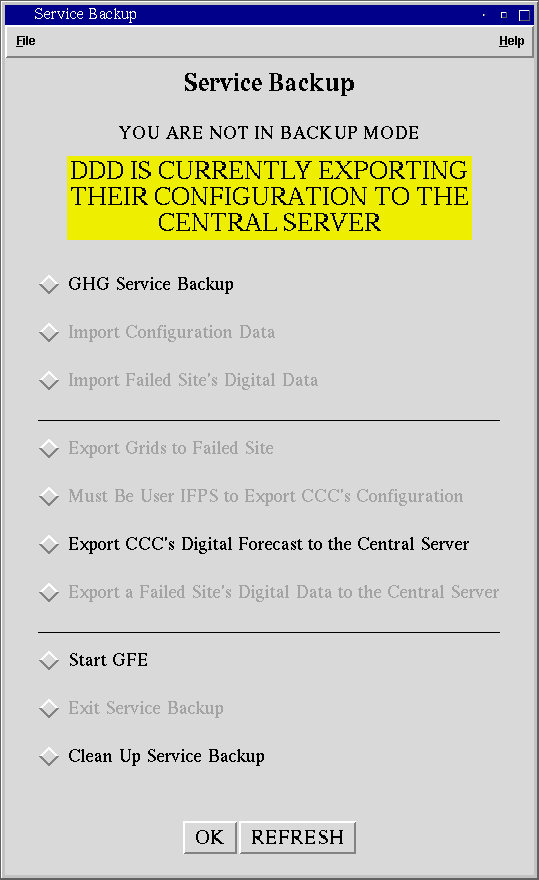 Service Backup
File Help
Service Backup
YOU ARE NOT IN BACKUP MODE
DDD IS CURRENTLY EXPORTING
THEIR CONFIGURATION TO THE
CENTRAL SERVER
GHG Service Backup
Import Configuration Data
Import Failed Site's Digital Data
Export Grids to Failed Site
Must Be User IFPS to Export CCC's Configuration
Export CCC's Digital Forecast to the Central Server
Export a Failed Site's Digital Data to the Central Server
Start GFE
Exit Service Backup
Clean Up Service Backup
OK REFRESH